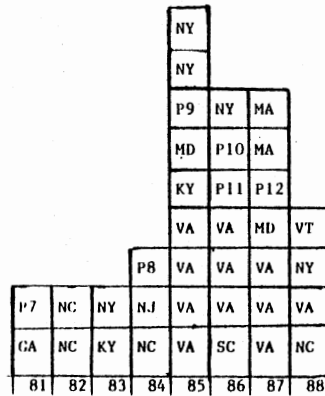 NY
NY
P9 NY MA
MD P10 MA
KY P11 P12
VA VA MD VT
P8 VA VA VA NY
P7 NC NY NJ VA VA VA VA
GA NC KY NC VA SC VA NC
81 82 83 84 85 86 87 88